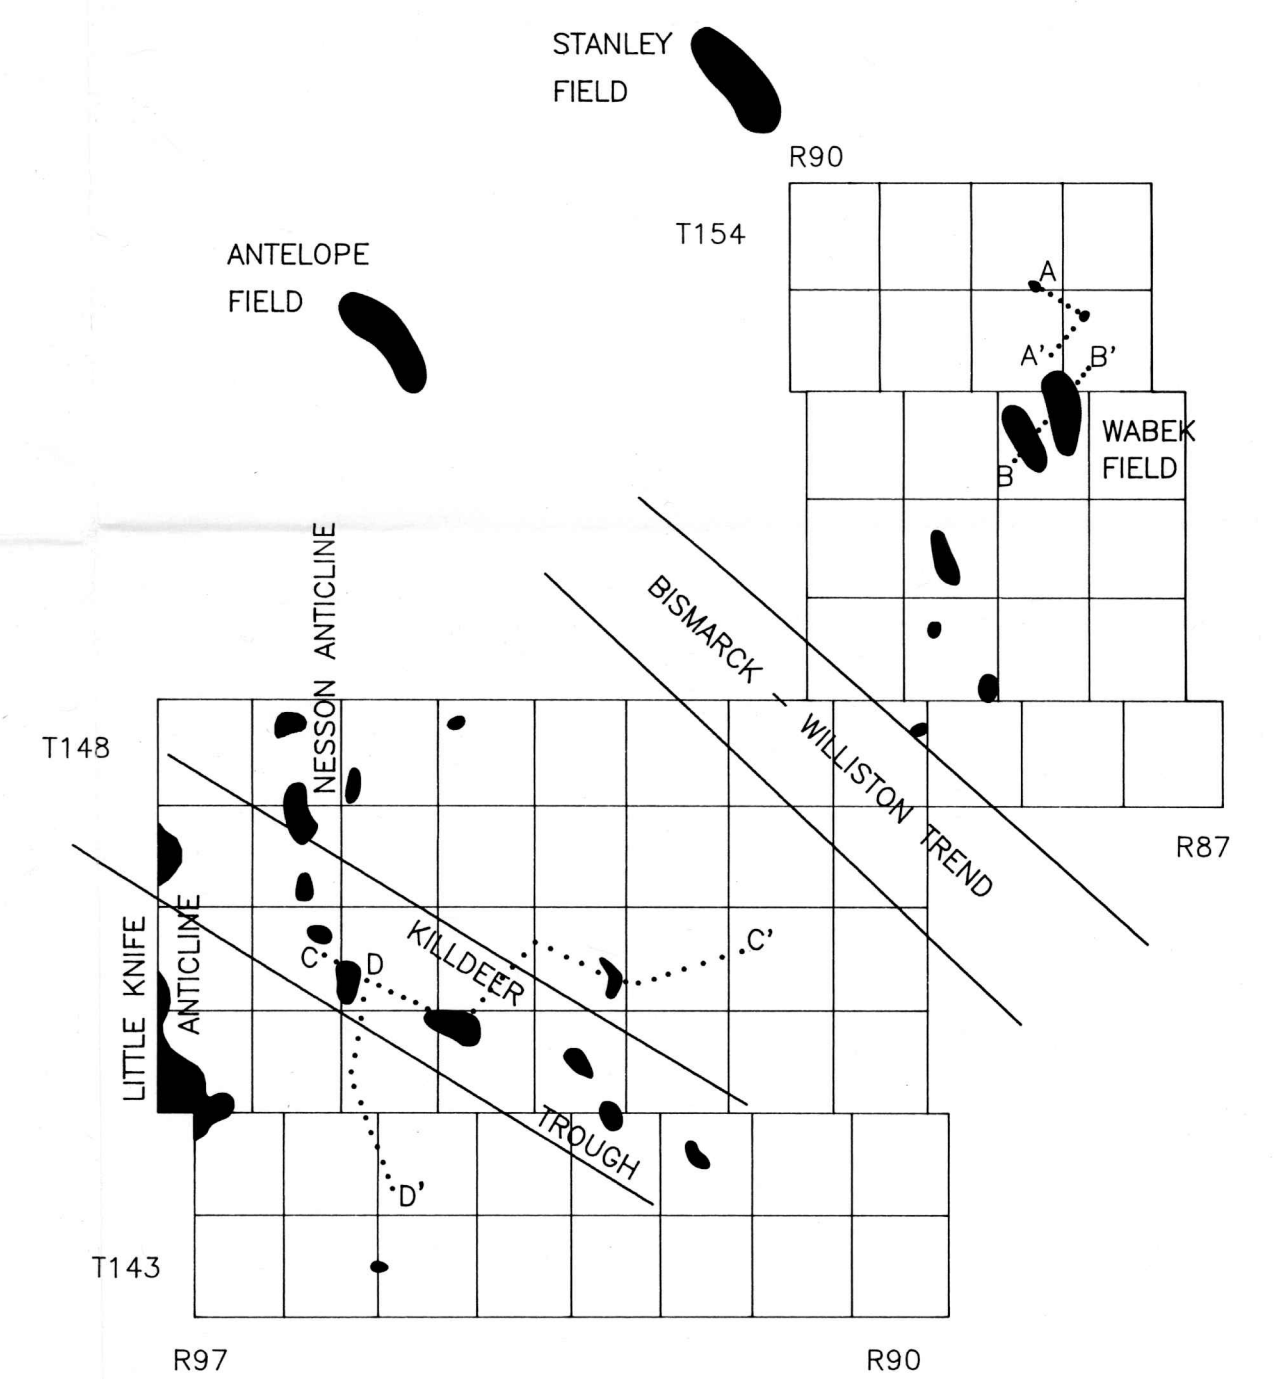 STANLEY
FIELD
R90
T154
ANTELOPE
FIELD
A
A'
B'
WABEK
FIELD
B
NESSON ANTICLINE
BISMARCK - WILLISTON TREND
T148
R87
LITTLE KNIFE
ANTICLINE
KILLDEER
TROUGH
C
D
C'
D'
T143
R97
R90